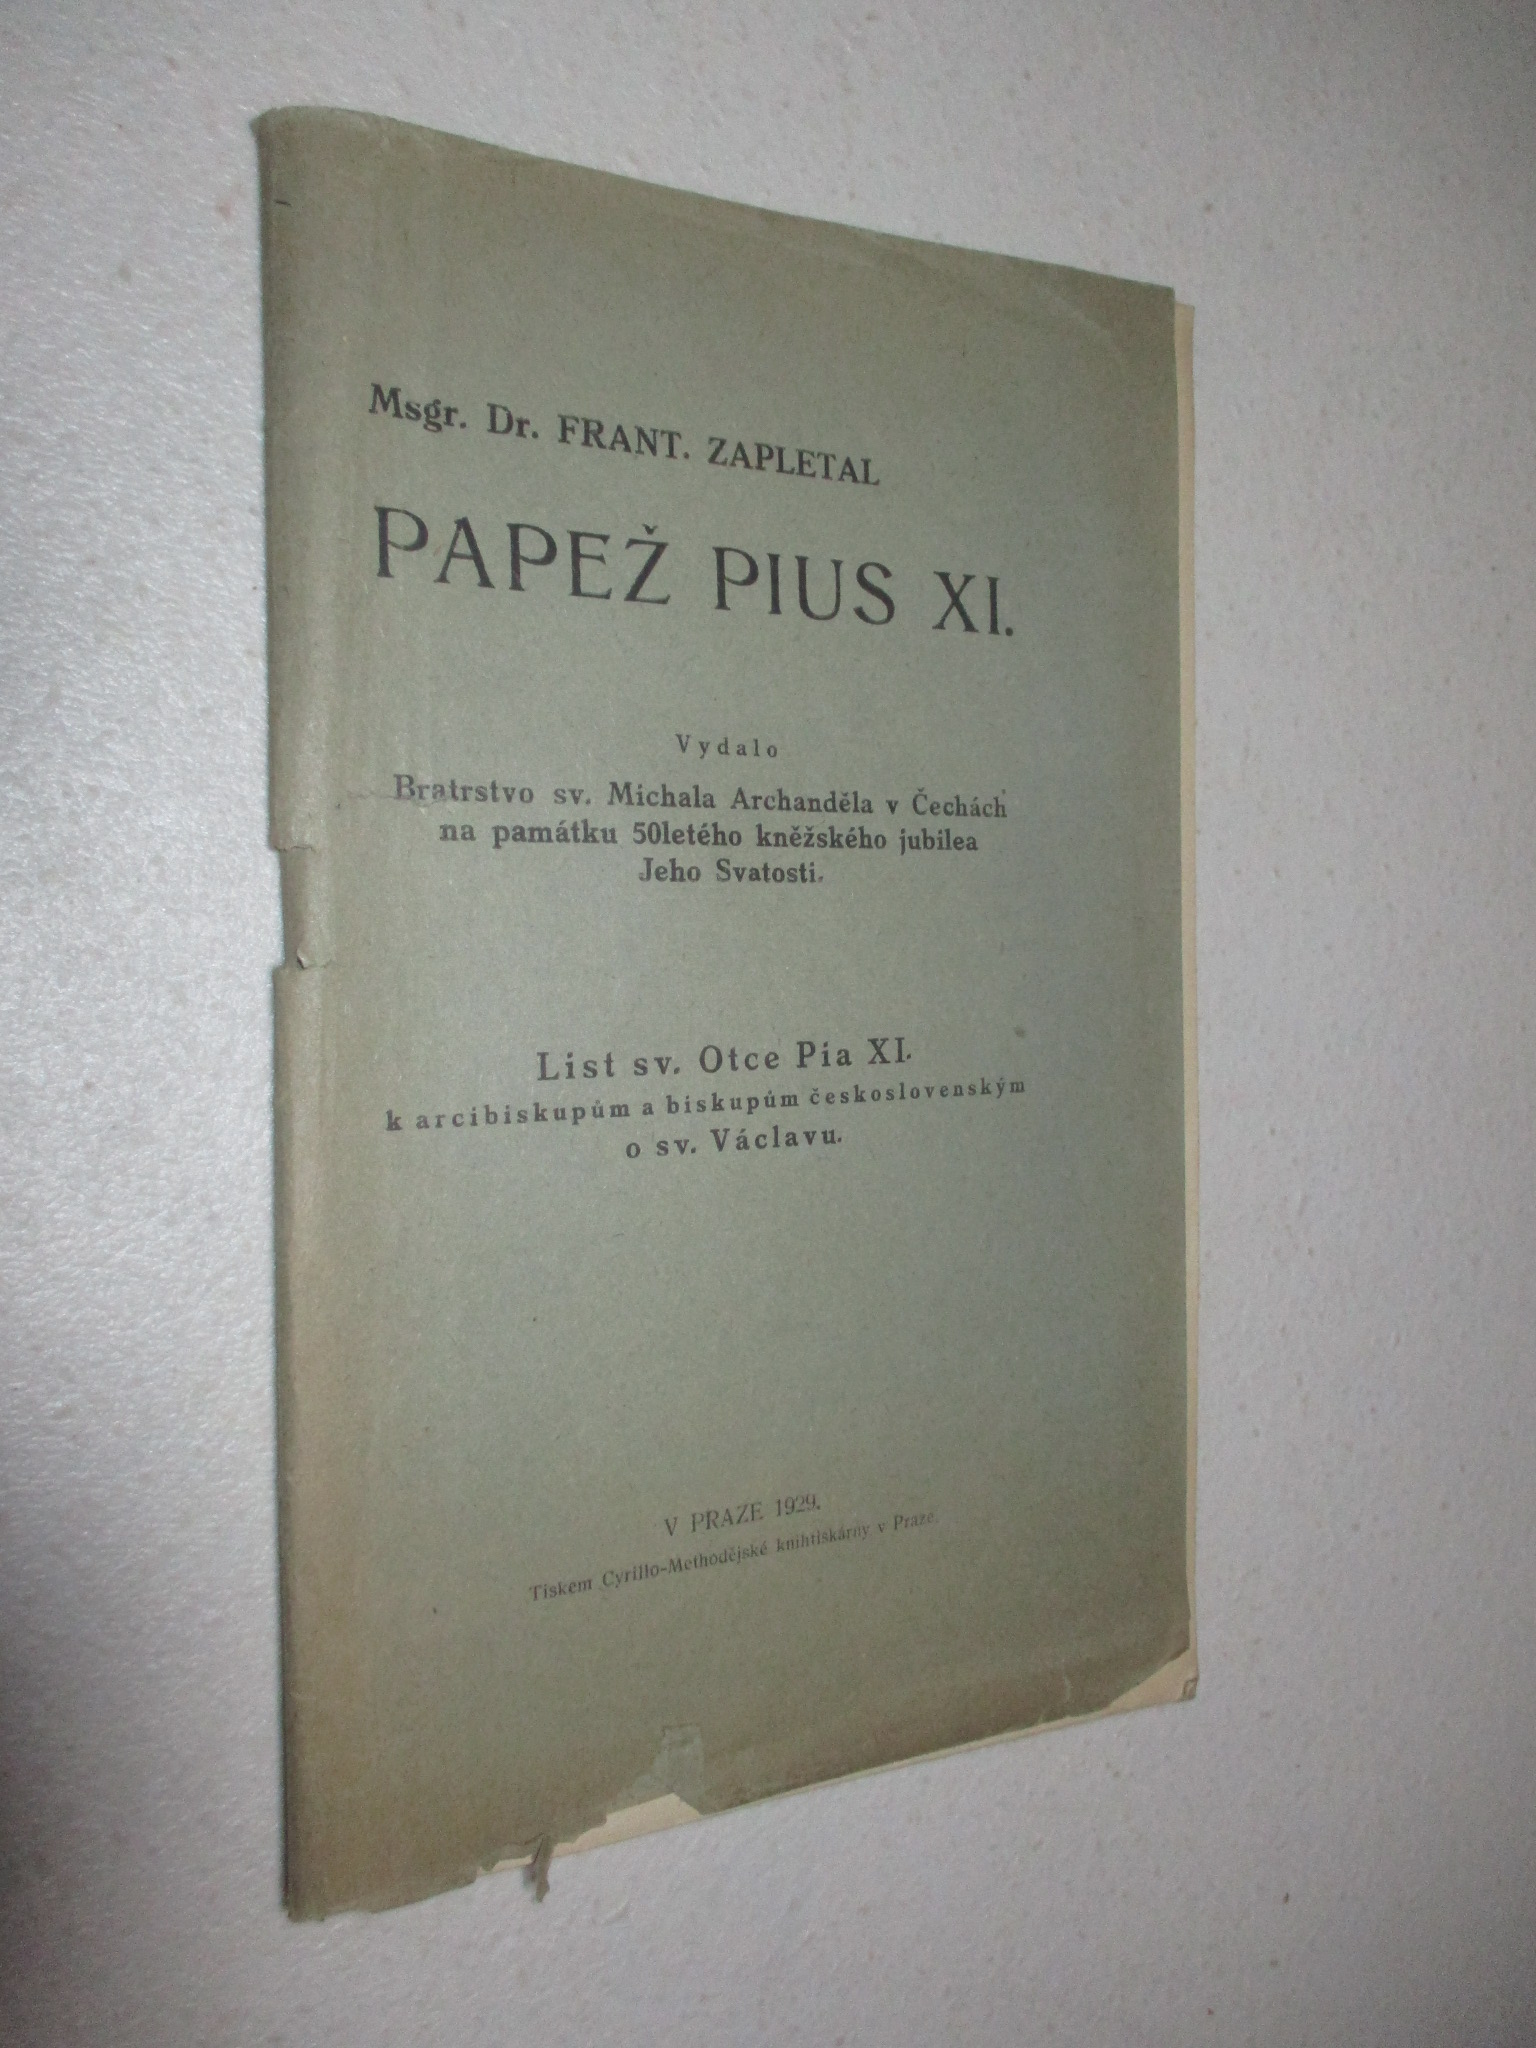 Msgr. Dr. FRANT. ZAPLETAL
PAPEŽ PIUS XI.
Vydalo
Bratrstvo sv. Michala Archanděla v Čechách
na památku 50letého kněžského jubilea
Jeho Svatosti.
List sv. Otce Pia XI.
k arcibiskupům a biskupům československým
o sv. Václavu.
V PRAZE 1929.
Tiskem Cyrillo-Methodějské knihtiskárny v Praze.